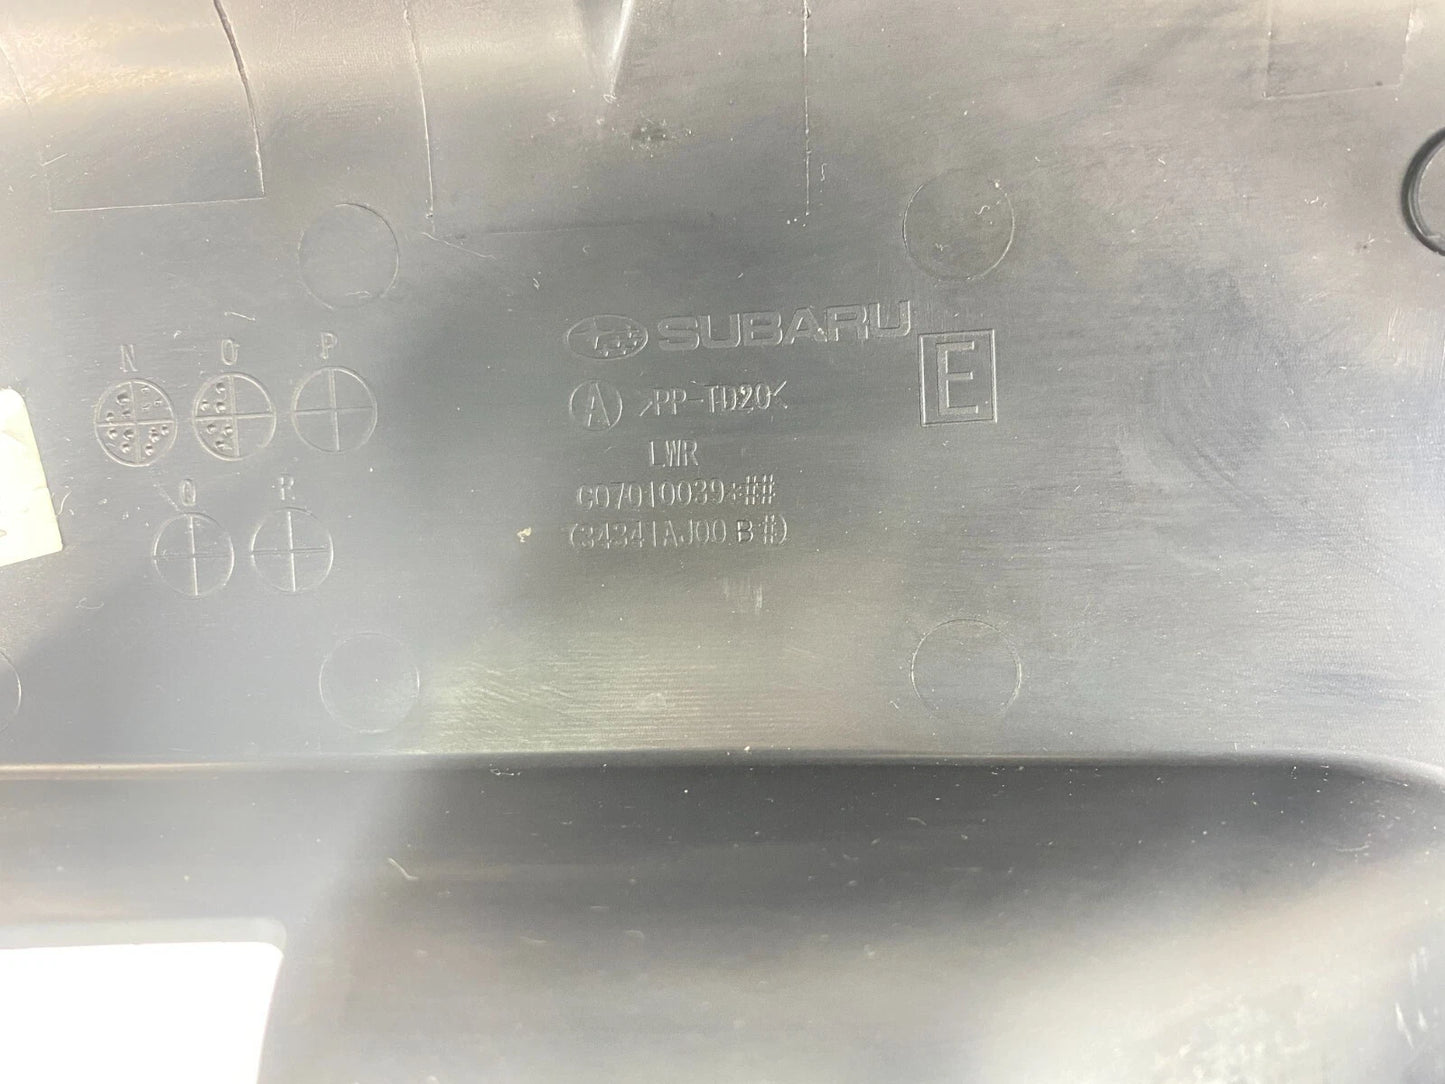 SUBARU
E
A >PP-TD20<
LWR
C07010039*##
(34341AJ00 B #)
N O P
Q R